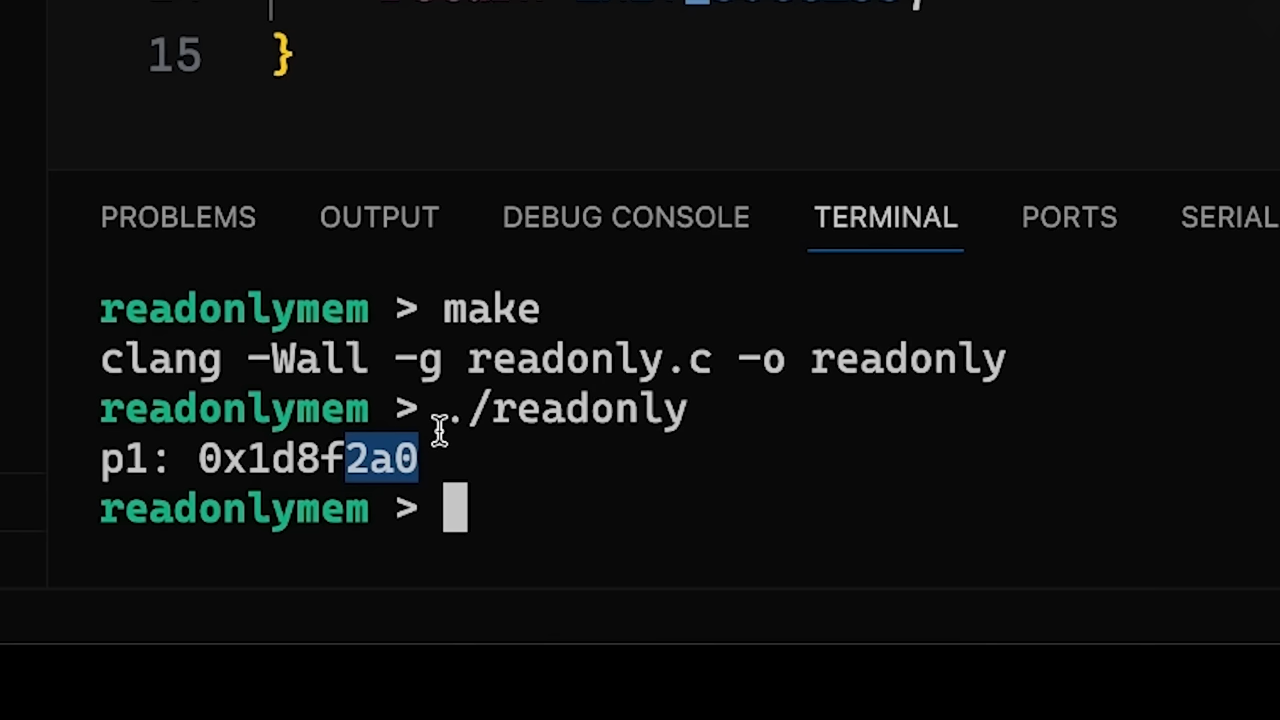 15 }
PROBLEMS OUTPUT DEBUG CONSOLE TERMINAL PORTS SERIAL
readonlymem > make
clang -Wall -g readonly.c -o readonly
readonlymem > ./readonly
p1: 0x1d8f2a0
readonlymem >